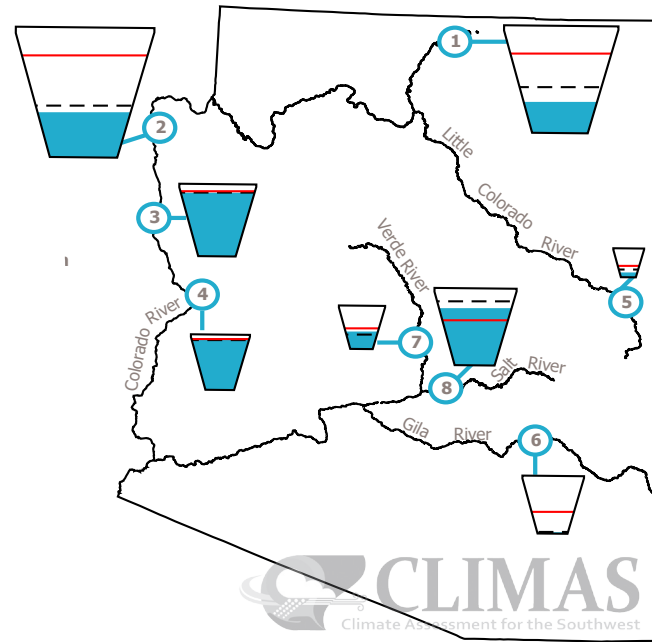 1
2
Little
Colorado
River
3
Verde River
4
5
Colorado River
7
8
Salt
River
Gila
River
6
CLIMAS
Climate Assessment for the Southwest